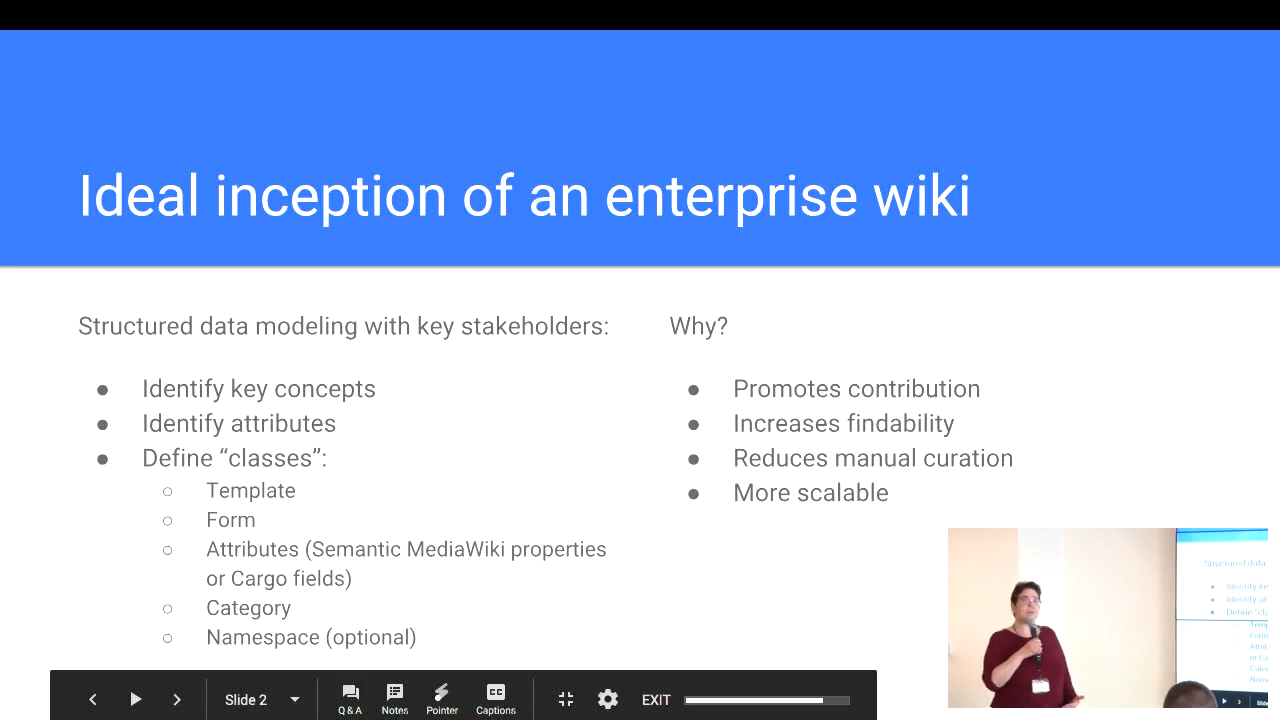 Ideal inception of an enterprise wiki
Structured data modeling with key stakeholders:
● Identify key concepts
● Identify attributes
● Define “classes”:
○ Template
○ Form
○ Attributes (Semantic MediaWiki properties
or Cargo fields)
○ Category
○ Namespace (optional)
Why?
● Promotes contribution
● Increases findability
● Reduces manual curation
● More scalable
Structured data
Slide 2
Q & A
Notes
Pointer
CC
Captions
EXIT